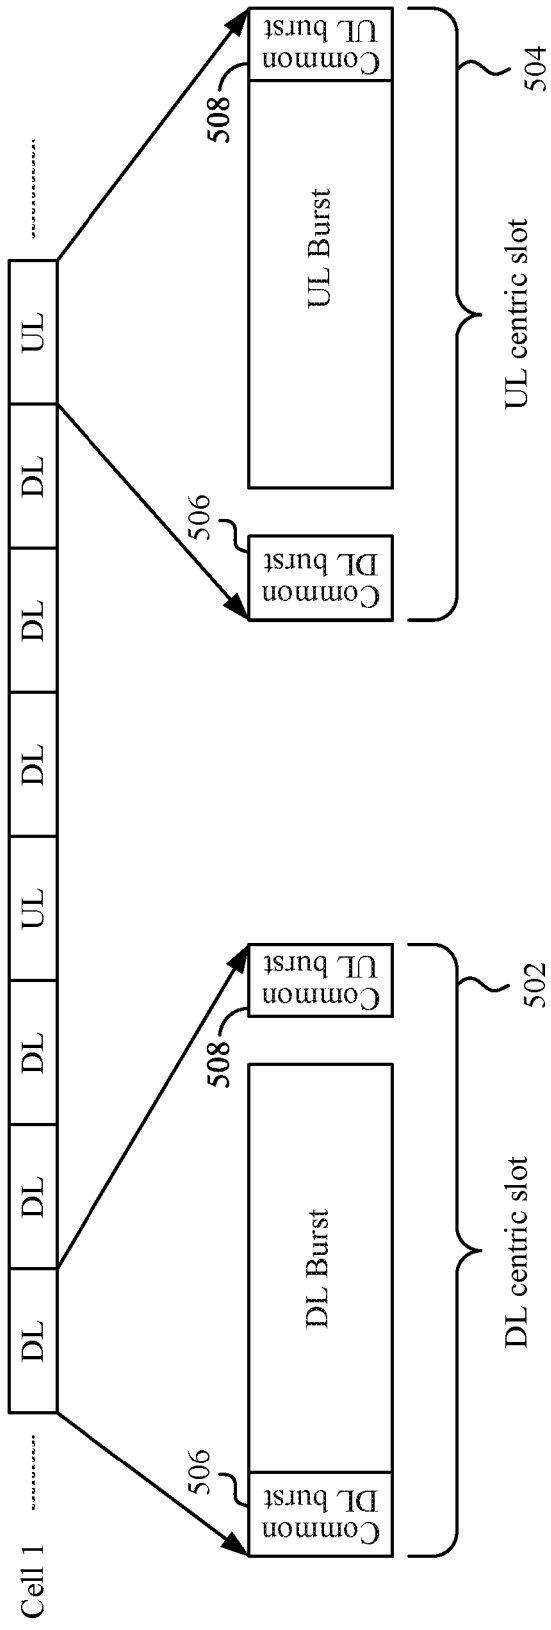 Cell 1
DL
DL
DL
UL
DL
DL
DL
UL
506
508
506
508
Common
DL burst
DL Burst
Common
UL burst
Common
DL burst
UL Burst
Common
UL burst
DL centric slot
502
UL centric slot
504